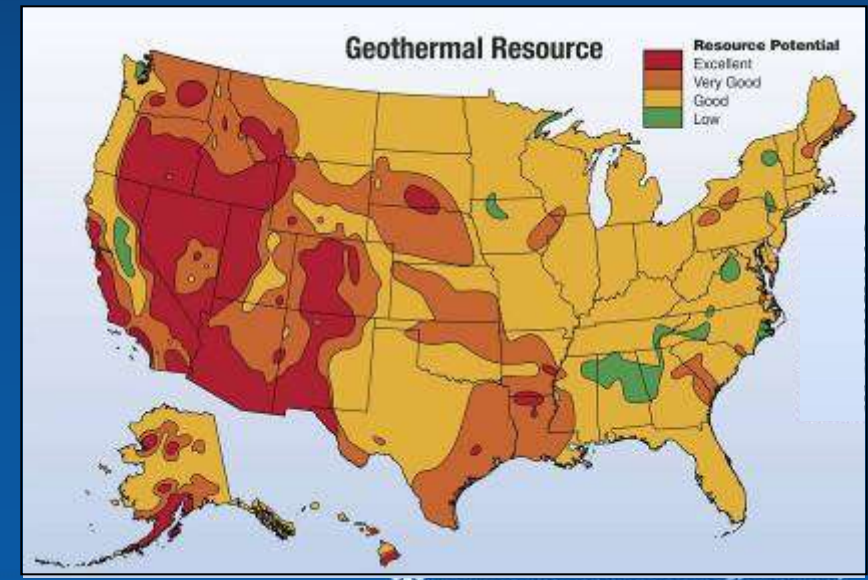 Geothermal Resource
Resource Potential
Excellent
Very Good
Good
Low